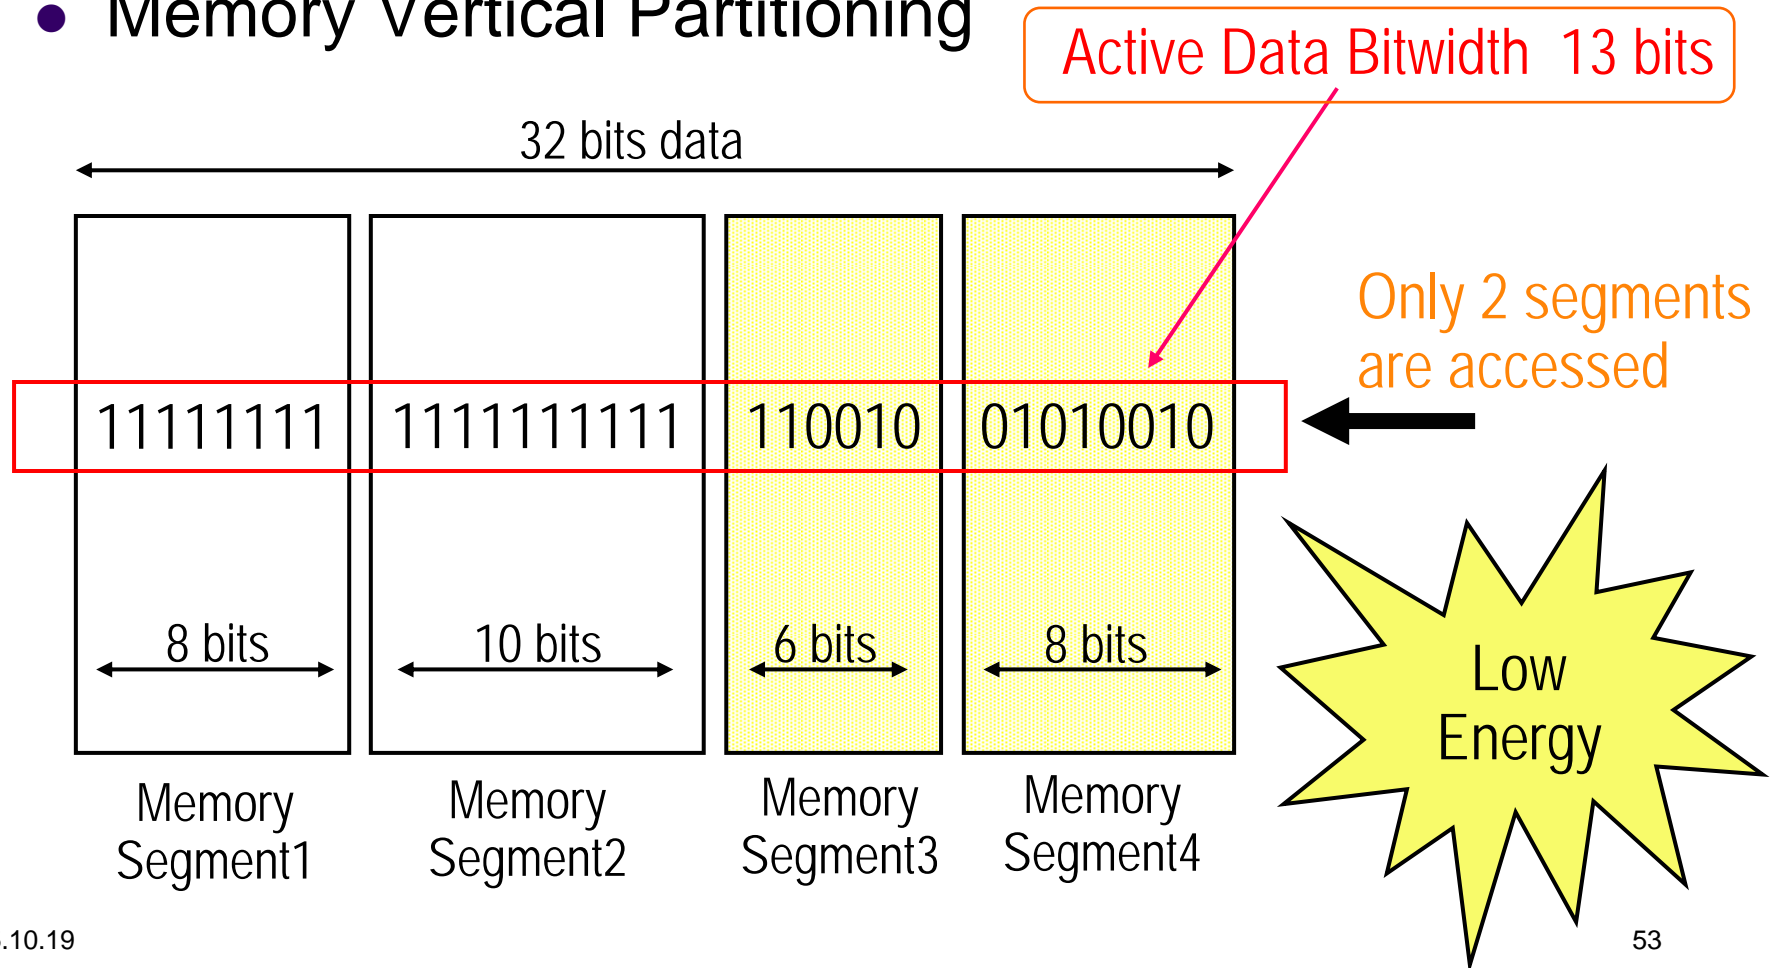 • Memory Vertical Partitioning
Active Data Bitwidth 13 bits
32 bits data
Only 2 segments
are accessed
11111111 1111111111 110010 01010010
8 bits 10 bits 6 bits 8 bits
Low
Energy
Memory
Segment1
Memory
Segment2
Memory
Segment3
Memory
Segment4
.10.19
53